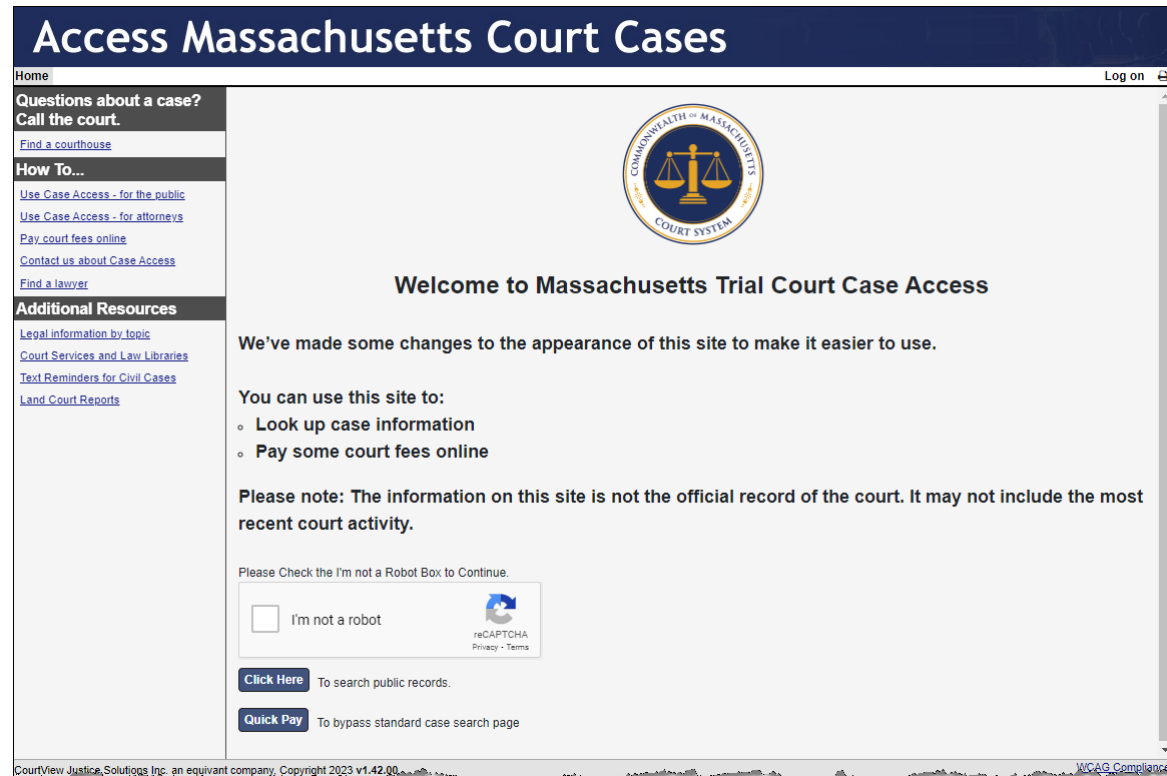 Access Massachusetts Court Cases
Home
Log on
Questions about a case?
Call the court.
Find a courthouse
How To...
Use Case Access - for the public
Use Case Access - for attorneys
Pay court fees online
Contact us about Case Access
Find a lawyer
Additional Resources
Legal information by topic
Court Services and Law Libraries
Text Reminders for Civil Cases
Land Court Reports
COMMONWEALTH OF MASSACHUSETTS
COURT SYSTEM
Welcome to Massachusetts Trial Court Case Access
We've made some changes to the appearance of this site to make it easier to use.
You can use this site to:
Look up case information
Pay some court fees online
Please note: The information on this site is not the official record of the court. It may not include the most
recent court activity.
Please Check the I'm not a Robot Box to Continue.
I'm not a robot
reCAPTCHA
Privacy - Terms
Click Here To search public records.
Quick Pay To bypass standard case search page
CourtView Justice Solutions Inc. an equivant company, Copyright 2023 v1.42.00
WCAG Compliance